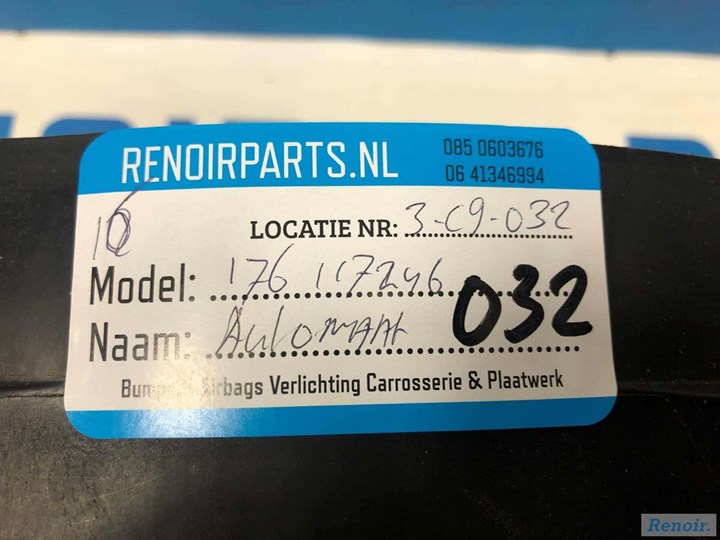 RENOIRPARTS.NL
085 0603676
06 41346994
LOCATIE NR: 3-C9-032
Model: 176 117246
032
Naam: Automaat
Bumpers Airbags Verlichting Carrosserie & Plaatwerk
Renoir.